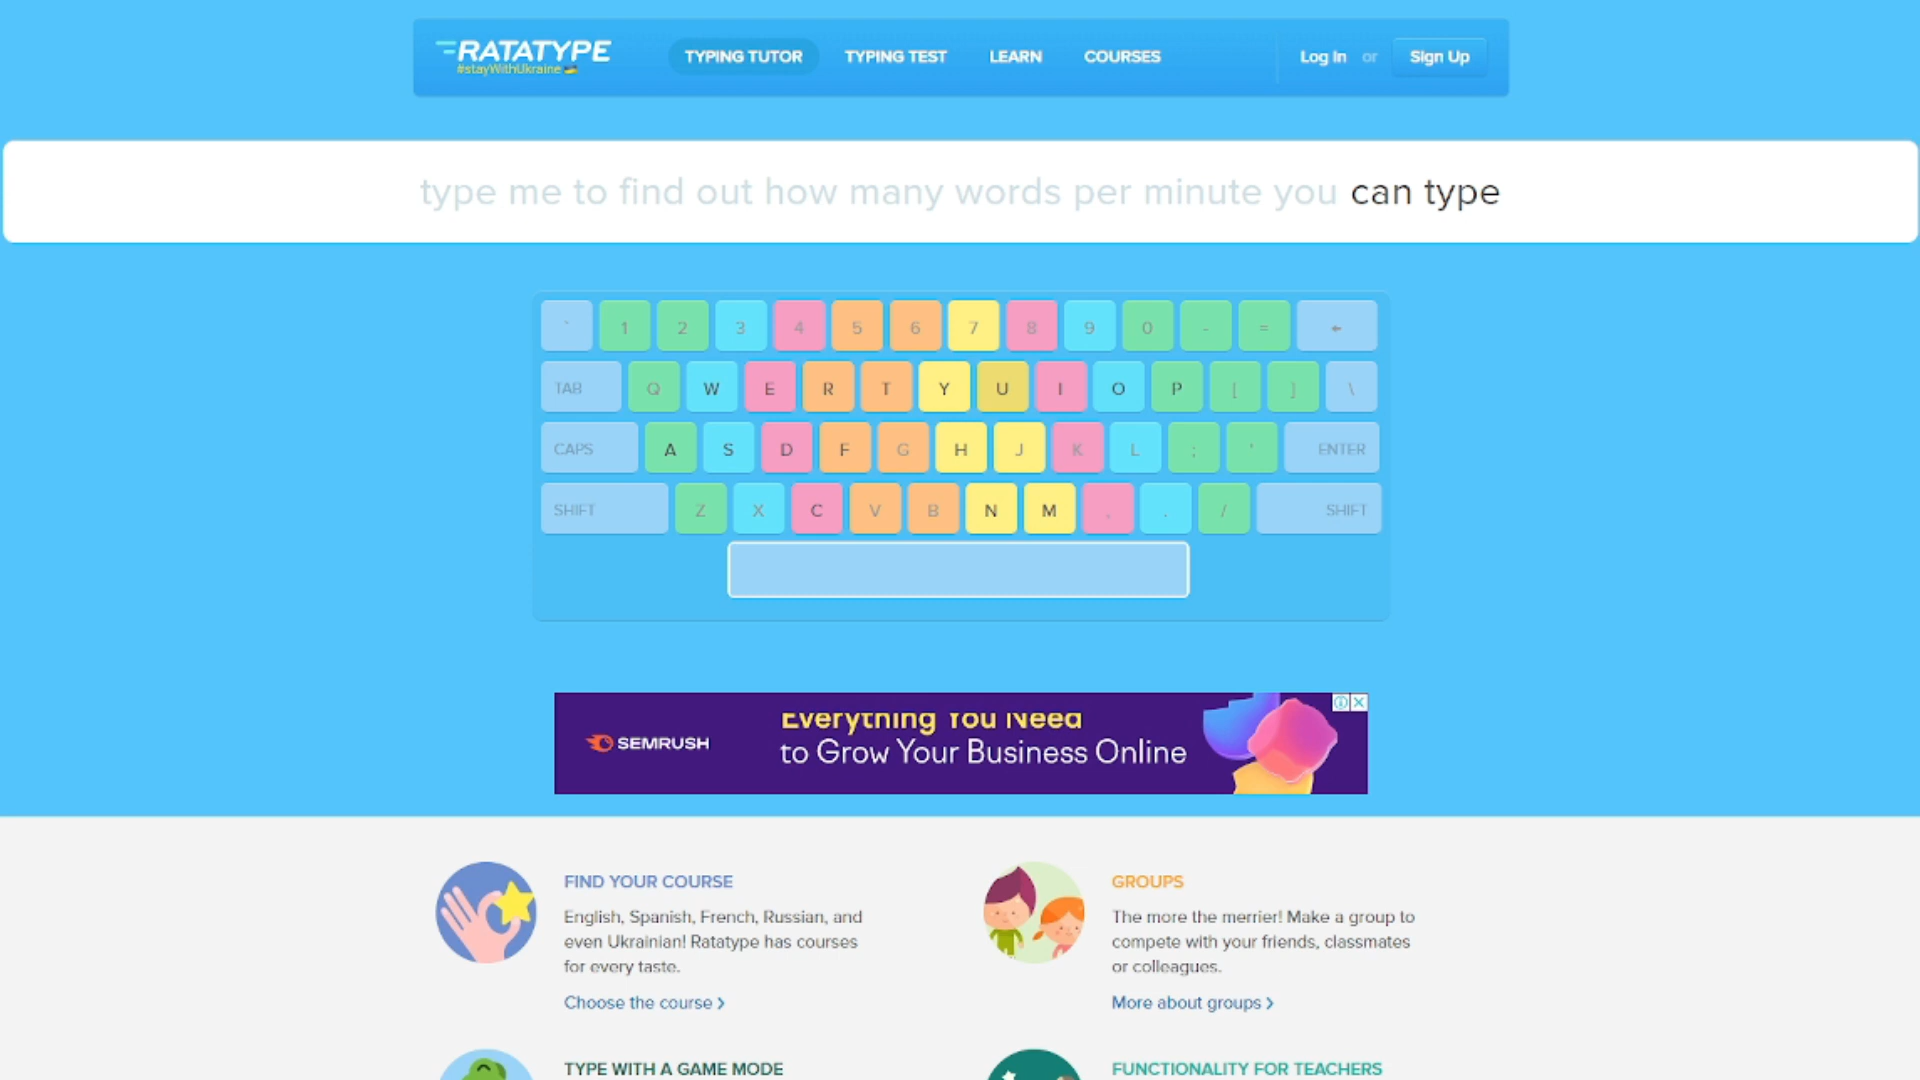 RATATYPE
#stayWithUkraine
TYPING TUTOR
TYPING TEST
LEARN
COURSES
Log In or Sign Up
type me to find out how many words per minute you can type
` 1 2 3 4 5 6 7 8 9 0 - = ←
TAB Q W E R T Y U I O P [ ] \
CAPS A S D F G H J K L ; ' ENTER
SHIFT Z X C V B N M , . / SHIFT
SEMRUSH
Everything You Need
to Grow Your Business Online
FIND YOUR COURSE
English, Spanish, French, Russian, and
even Ukrainian! Ratatype has courses
for every taste.
Choose the course >
GROUPS
The more the merrier! Make a group to
compete with your friends, classmates
or colleagues.
More about groups >
TYPE WITH A GAME MODE
FUNCTIONALITY FOR TEACHERS